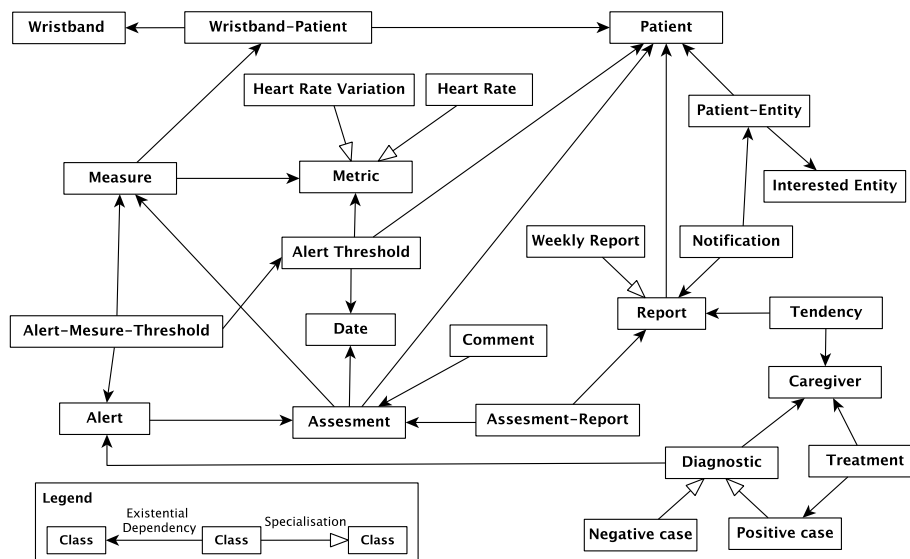 Wristband
Wristband-Patient
Patient
Heart Rate Variation
Heart Rate
Patient-Entity
Measure
Metric
Interested Entity
Alert Threshold
Weekly Report
Notification
Alert-Mesure-Threshold
Date
Report
Tendency
Comment
Caregiver
Alert
Assesment
Assesment-Report
Diagnostic
Treatment
Negative case
Positive case
Legend
Class
Existential
Dependency
Class
Specialisation
Class